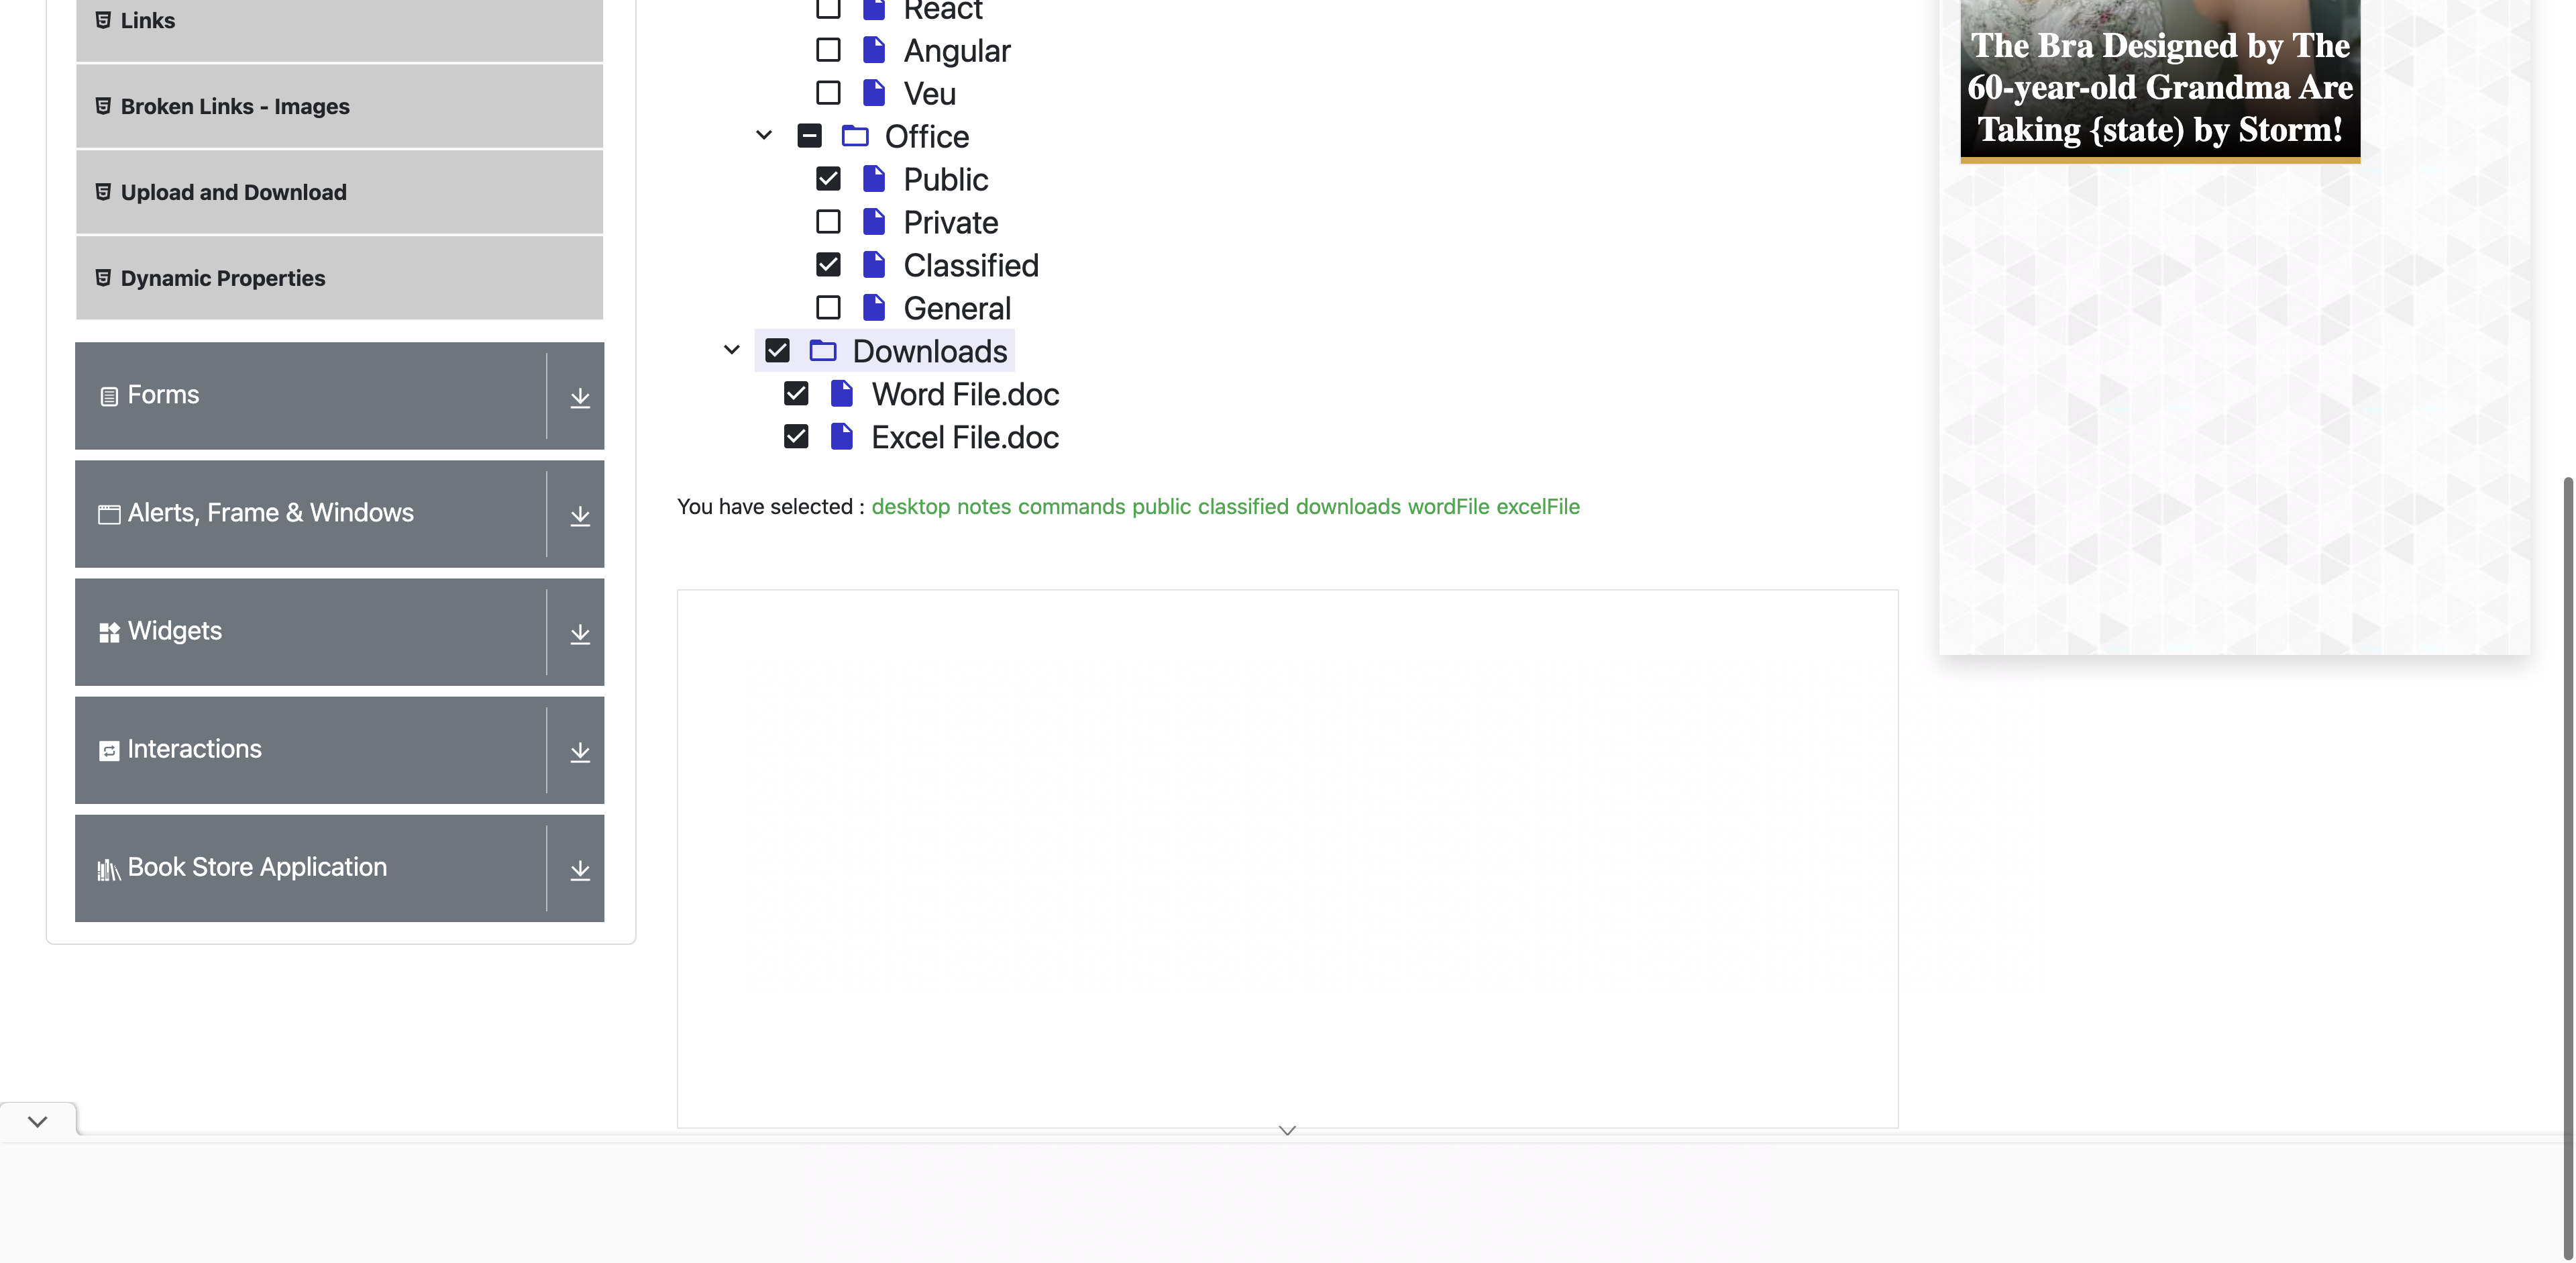 Links
Broken Links - Images
Upload and Download
Dynamic Properties
Forms
Alerts, Frame & Windows
Widgets
Interactions
Book Store Application
React
Angular
Veu
Office
Public
Private
Classified
General
Downloads
Word File.doc
Excel File.doc
You have selected : desktop notes commands public classified downloads wordFile excelFile
The Bra Designed by The
60-year-old Grandma Are
Taking {state) by Storm!